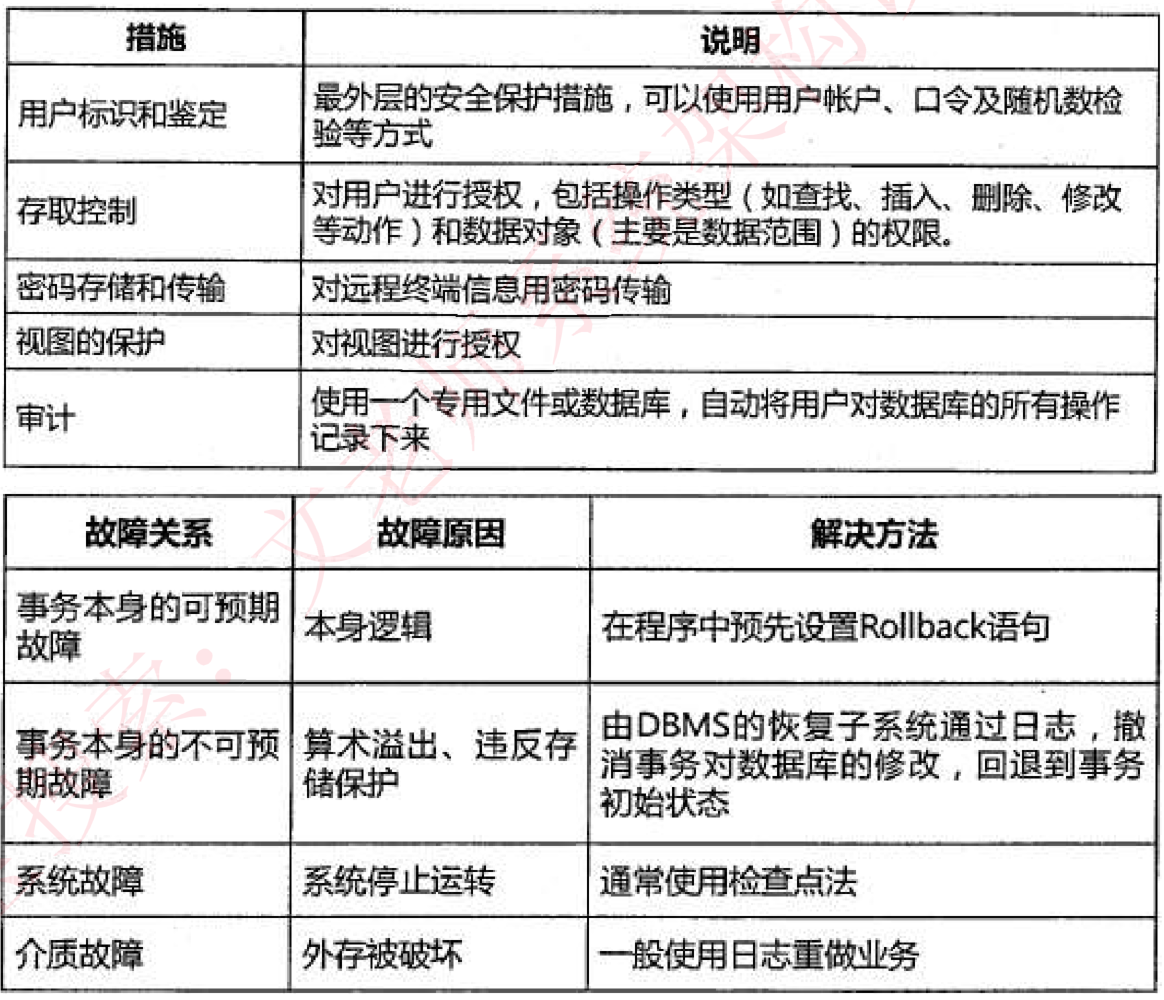 措施 说明
用户标识和鉴定 最外层的安全保护措施，可以使用用户帐户、口令及随机数检
验等方式
存取控制 对用户进行授权，包括操作类型（如查找、插入、删除、修改
等动作）和数据对象（主要是数据范围）的权限。
密码存储和传输 对远程终端信息用密码传输
视图的保护 对视图进行授权
审计 使用一个专用文件或数据库，自动将用户对数据库的所有操作
记录下来
故障关系 故障原因 解决方法
事务本身的可预期
故障
本身逻辑
在程序中预先设置Rollback语句
事务本身的不可预
期故障
算术溢出、违反存
储保护
由DBMS的恢复子系统通过日志，撤
消事务对数据库的修改，回退到事务
初始状态
系统故障 系统停止运转 通常使用检查点法
介质故障 外存被破坏 一般使用日志重做业务
搜索：文老师系统架构